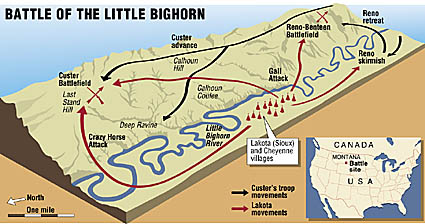 BATTLE OF THE LITTLE BIGHORN
Custer
advance
Reno-Benteen
Battlefield
Reno
retreat
Calhoun
Hill
Custer
Battlefield
Last
Stand
Hill
Gall
Attack
Reno
skirmish
Calhoun
Coulee
Deep Ravine
Crazy Horse
Attack
Little
Bighorn
River
Lakota (Sioux)
and Cheyenne
villages
CANADA
MONTANA
Battle
site
USA
North
One mile
Custer's troop
movements
Lakota
movements